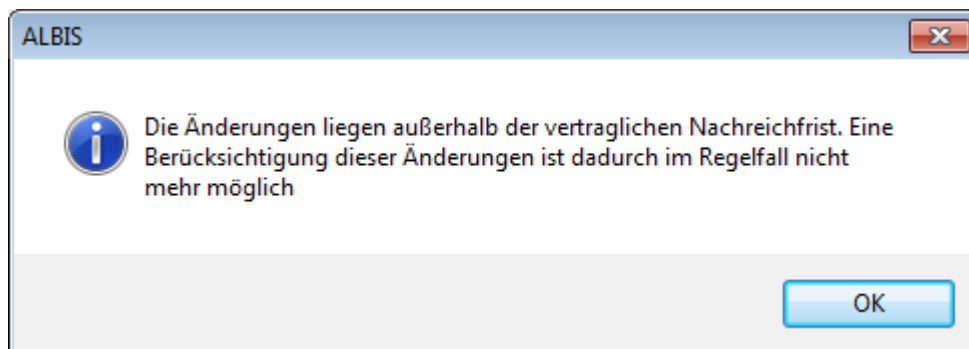 ALBIS
Die Änderungen liegen außerhalb der vertraglichen Nachreichfrist. Eine
Berücksichtigung dieser Änderungen ist dadurch im Regelfall nicht
mehr möglich
OK